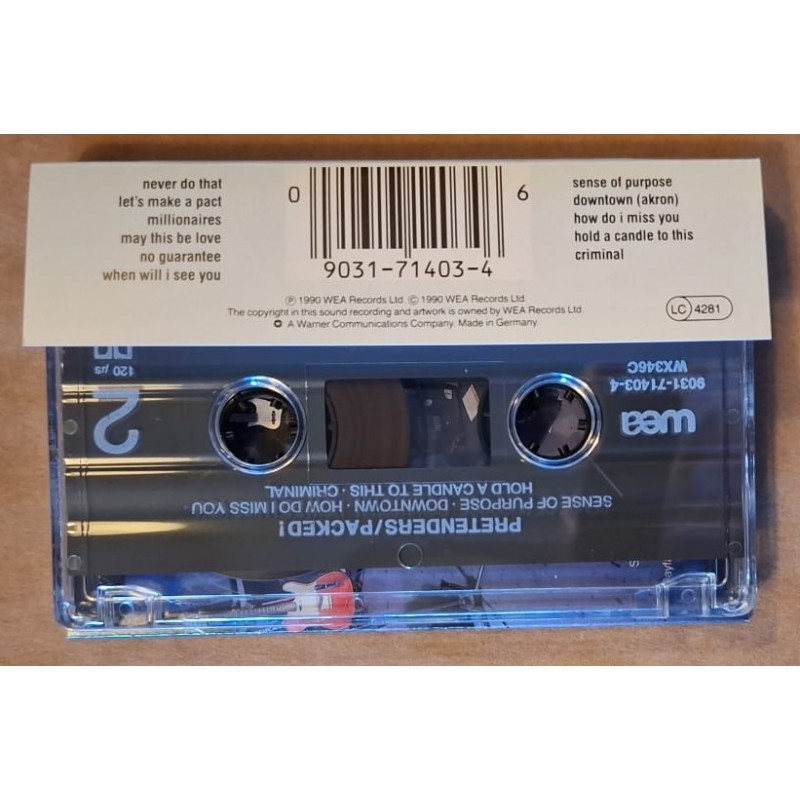 never do that
let's make a pact
millionaires
may this be love
no guarantee
when will i see you
0
6
9031-71403-4
sense of purpose
downtown (akron)
how do i miss you
hold a candle to this
criminal
℗ 1990 WEA Records Ltd. © 1990 WEA Records Ltd.
The copyright in this sound recording and artwork is owned by WEA Records Ltd.
A Warner Communications Company. Made in Germany.
LC 4281
PRETENDERS/PACKED!
SENSE OF PURPOSE · DOWNTOWN · HOW DO I MISS YOU ·
HOLD A CANDLE TO THIS · CRIMINAL
wea
2
9031-71403-4
WX346C
120 µs